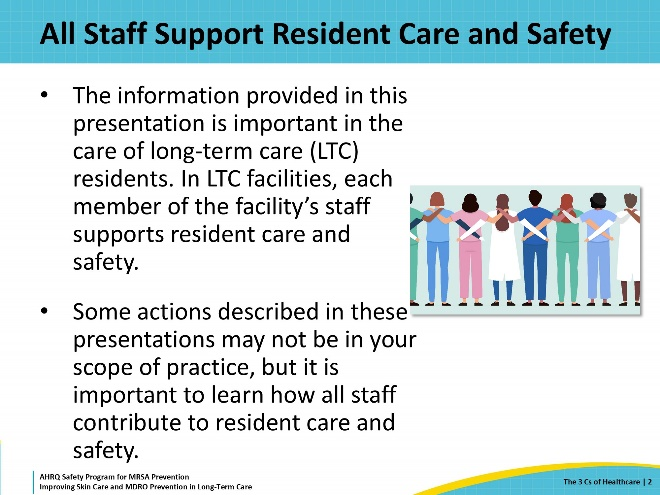 All Staff Support Resident Care and Safety
• The information provided in this
presentation is important in the
care of long-term care (LTC)
residents. In LTC facilities, each
member of the facility’s staff
supports resident care and
safety.
• Some actions described in these
presentations may not be in your
scope of practice, but it is
important to learn how all staff
contribute to resident care and
safety.
AHRQ Safety Program for MRSA Prevention
Improving Skin Care and MDRO Prevention in Long-Term Care
The 3 Cs of Healthcare | 2